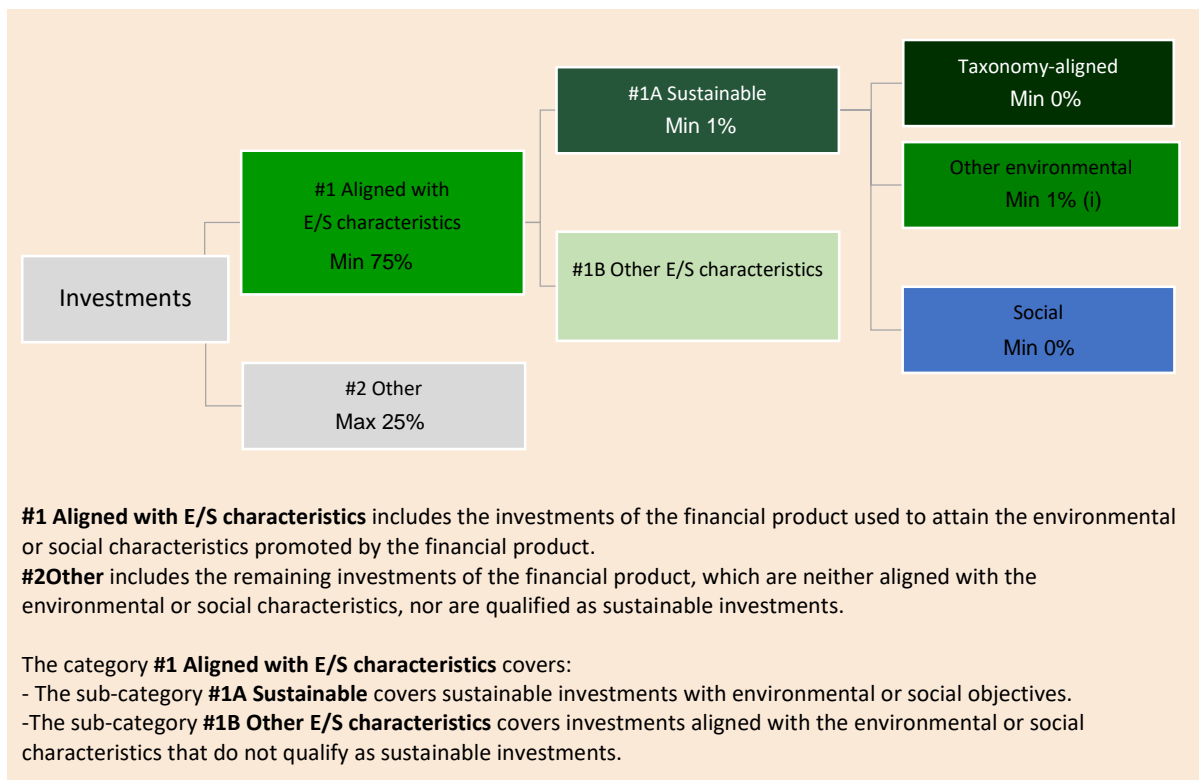 Investments
#1 Aligned with
E/S characteristics
Min 75%
#2 Other
Max 25%
#1A Sustainable
Min 1%
#1B Other E/S characteristics
Taxonomy-aligned
Min 0%
Other environmental
Min 1% (i)
Social
Min 0%
#1 Aligned with E/S characteristics includes the investments of the financial product used to attain the environmental
or social characteristics promoted by the financial product.
#2Other includes the remaining investments of the financial product, which are neither aligned with the
environmental or social characteristics, nor are qualified as sustainable investments.
The category #1 Aligned with E/S characteristics covers:
- The sub-category #1A Sustainable covers sustainable investments with environmental or social objectives.
-The sub-category #1B Other E/S characteristics covers investments aligned with the environmental or social
characteristics that do not qualify as sustainable investments.